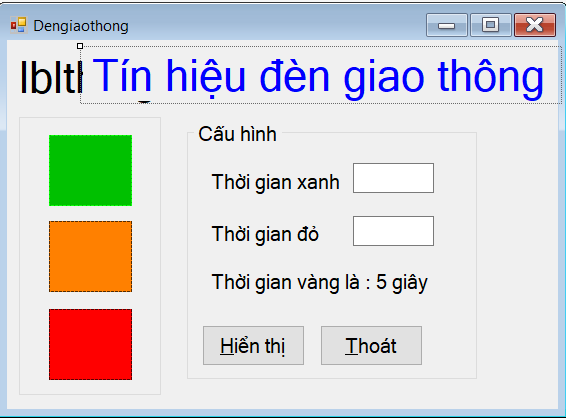 Dengiaothong
Tín hiệu đèn giao thông
Cấu hình
Thời gian xanh
Thời gian đỏ
Thời gian vàng là : 5 giây
Hiển thị
Thoát